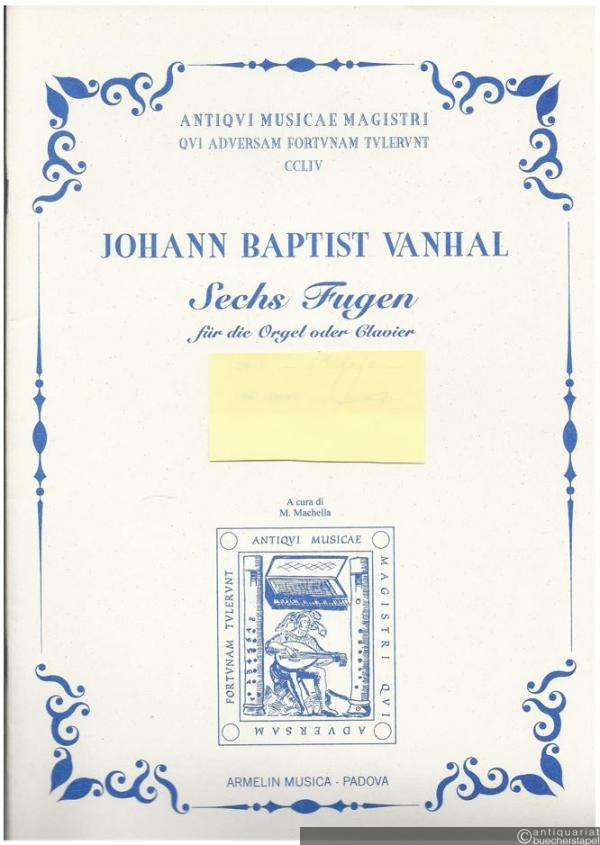 ANTIQVI MUSICAE MAGISTRI
QVI ADVERSAM FORTVNAM TVLERVNT
CCLIV
JOHANN BAPTIST VANHAL
Sechs Fugen
für die Orgel oder Clavier
A cura di
M. Machella
ANTIQVI MUSICAE
MAGISTRI QVI
ADVERSAM
FORTVNAM TVLERVNT
ARMELIN MUSICA - PADOVA
©antiquariat
buecherstapel